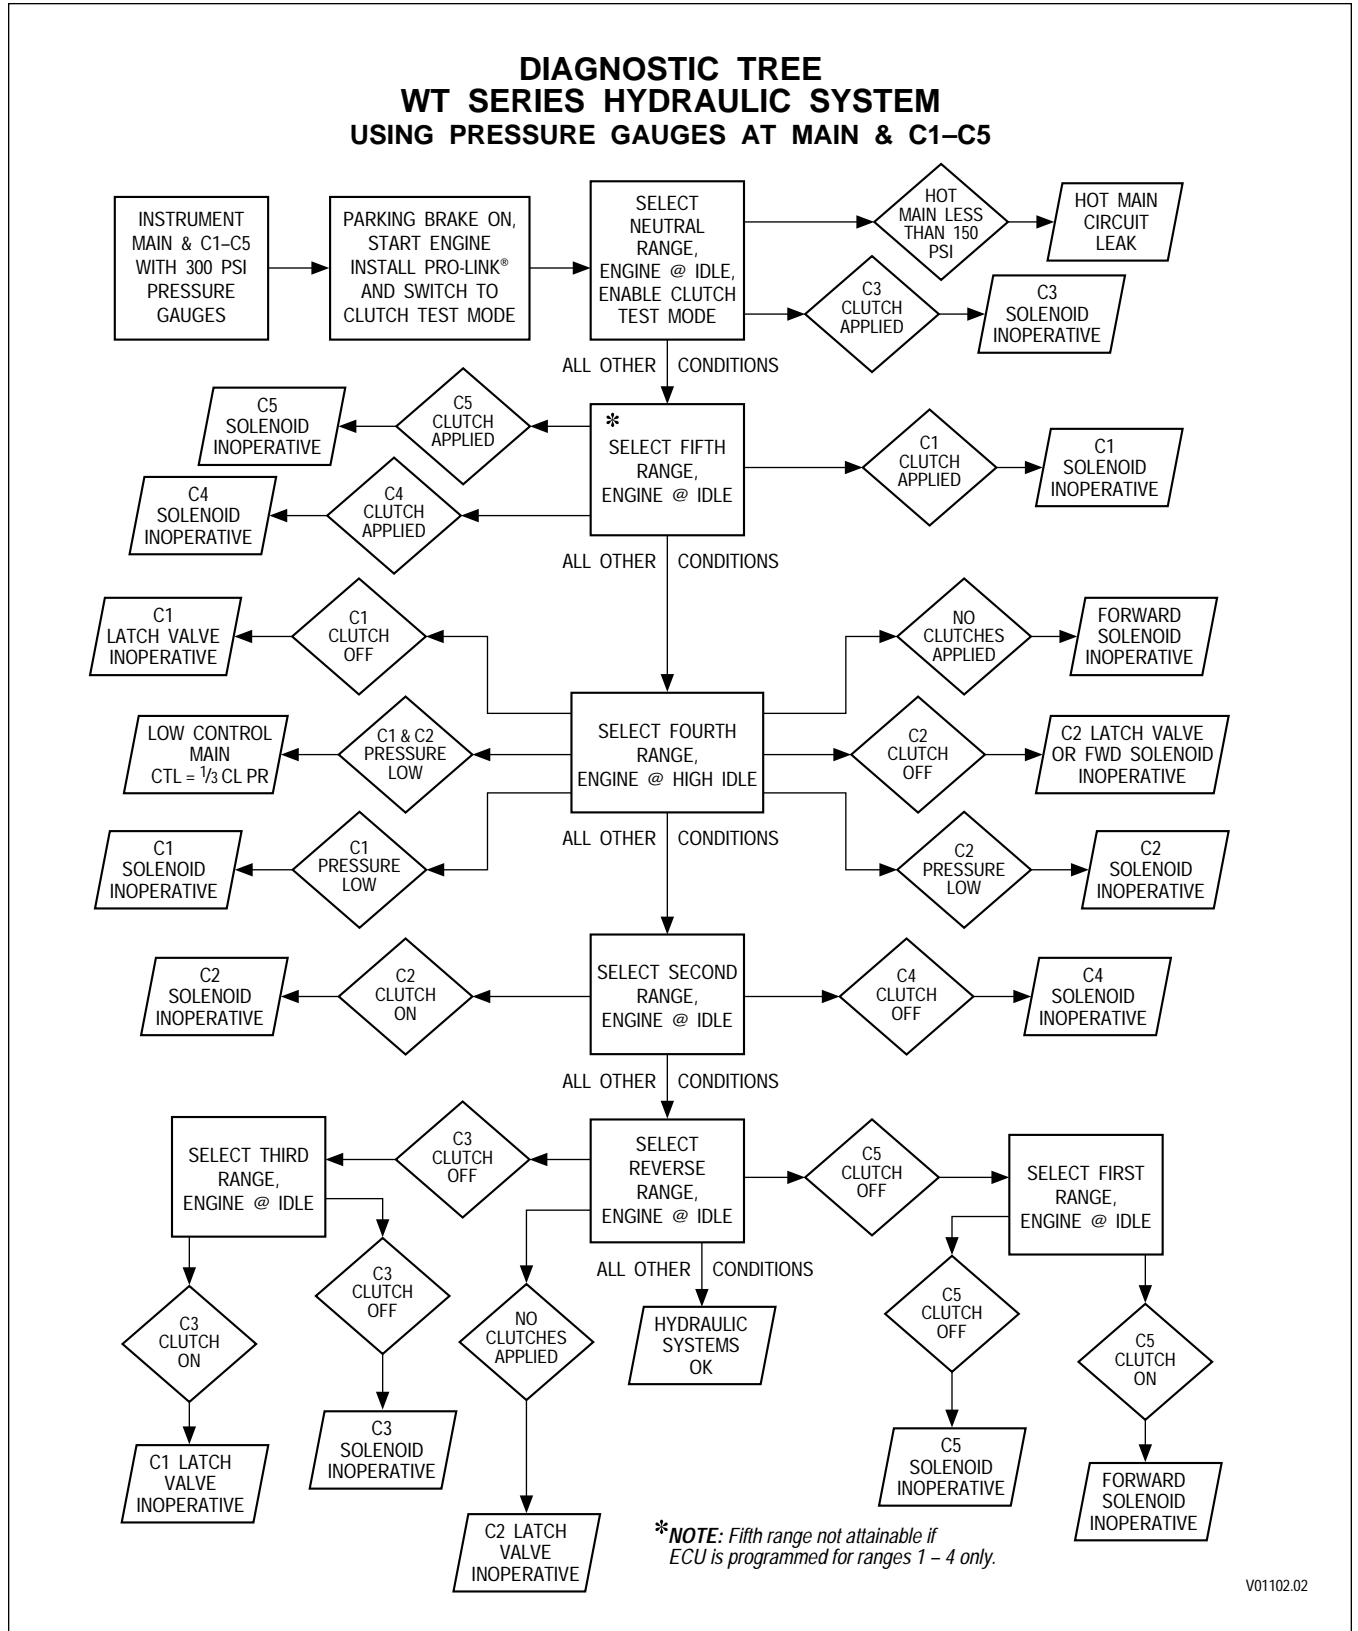 DIAGNOSTIC TREE
WT SERIES HYDRAULIC SYSTEM
USING PRESSURE GAUGES AT MAIN & C1–C5
INSTRUMENT
MAIN & C1–C5
WITH 300 PSI
PRESSURE
GAUGES
PARKING BRAKE ON,
START ENGINE
INSTALL PRO-LINK®
AND SWITCH TO
CLUTCH TEST MODE
SELECT
NEUTRAL
RANGE,
ENGINE @ IDLE,
ENABLE CLUTCH
TEST MODE
HOT
MAIN LESS
THAN 150
PSI
HOT MAIN
CIRCUIT
LEAK
C3
CLUTCH
APPLIED
C3
SOLENOID
INOPERATIVE
ALL OTHER CONDITIONS
C5
SOLENOID
INOPERATIVE
C5
CLUTCH
APPLIED
*
SELECT FIFTH
RANGE,
ENGINE @ IDLE
C1
CLUTCH
APPLIED
C1
SOLENOID
INOPERATIVE
C4
SOLENOID
INOPERATIVE
C4
CLUTCH
APPLIED
ALL OTHER CONDITIONS
C1
LATCH VALVE
INOPERATIVE
C1
CLUTCH
OFF
NO
CLUTCHES
APPLIED
FORWARD
SOLENOID
INOPERATIVE
LOW CONTROL
MAIN
CTL = 1/3 CL PR
C1 & C2
PRESSURE
LOW
SELECT FOURTH
RANGE,
ENGINE @ HIGH IDLE
C2
CLUTCH
OFF
C2 LATCH VALVE
OR FWD SOLENOID
INOPERATIVE
ALL OTHER CONDITIONS
C1
SOLENOID
INOPERATIVE
C1
PRESSURE
LOW
C2
PRESSURE
LOW
C2
SOLENOID
INOPERATIVE
C2
SOLENOID
INOPERATIVE
C2
CLUTCH
ON
SELECT SECOND
RANGE,
ENGINE @ IDLE
C4
CLUTCH
OFF
C4
SOLENOID
INOPERATIVE
ALL OTHER CONDITIONS
SELECT THIRD
RANGE,
ENGINE @ IDLE
C3
CLUTCH
OFF
SELECT
REVERSE
RANGE,
ENGINE @ IDLE
C5
CLUTCH
OFF
SELECT FIRST
RANGE,
ENGINE @ IDLE
ALL OTHER CONDITIONS
C3
CLUTCH
ON
C3
CLUTCH
OFF
NO
CLUTCHES
APPLIED
HYDRAULIC
SYSTEMS
OK
C5
CLUTCH
OFF
C5
CLUTCH
ON
C1 LATCH
VALVE
INOPERATIVE
C3
SOLENOID
INOPERATIVE
C2 LATCH
VALVE
INOPERATIVE
C5
SOLENOID
INOPERATIVE
FORWARD
SOLENOID
INOPERATIVE
*NOTE: Fifth range not attainable if
ECU is programmed for ranges 1 – 4 only.
V01102.02